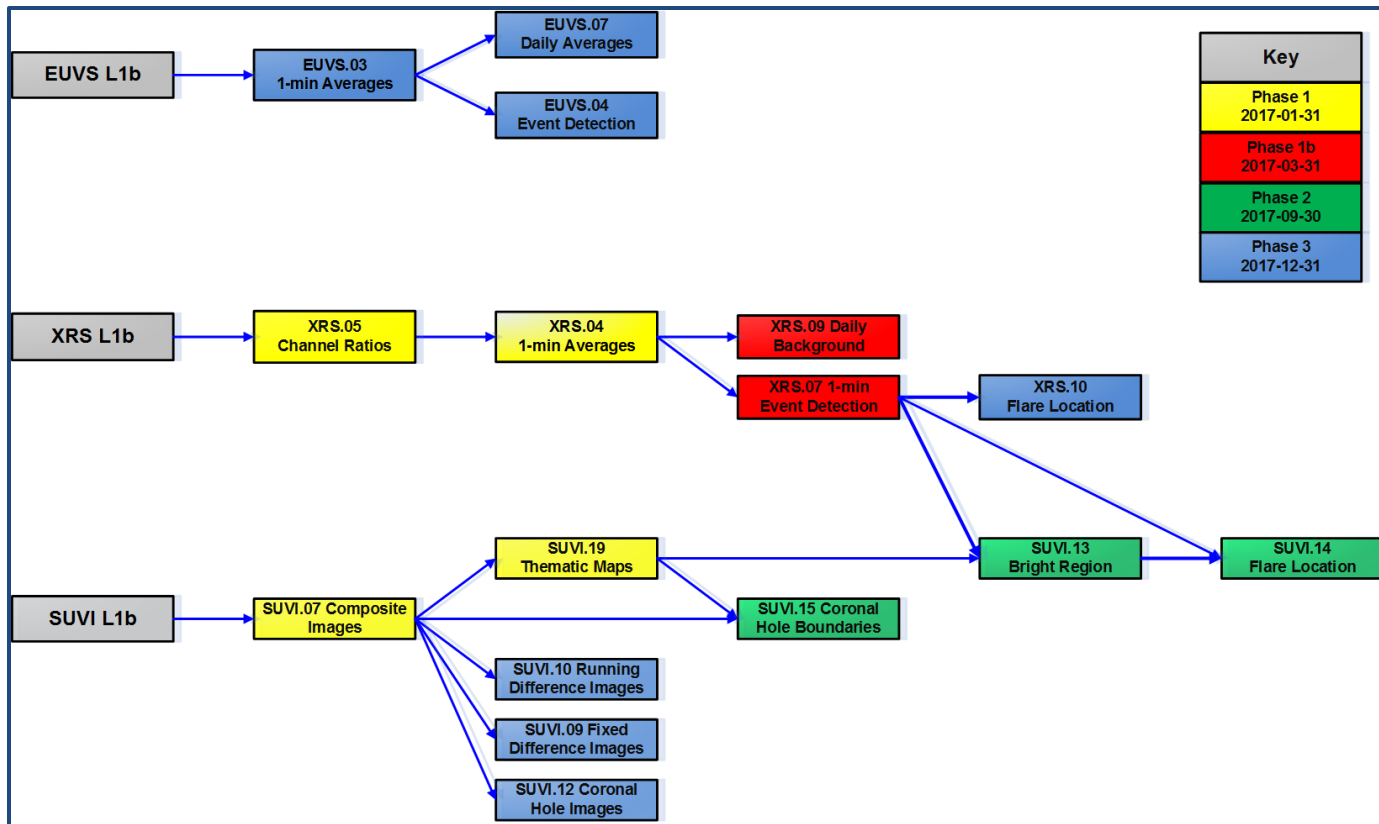 EUVS L1b
EUVS.03
1-min Averages
EUVS.07
Daily Averages
EUVS.04
Event Detection
Key
Phase 1
2017-01-31
Phase 1b
2017-03-31
Phase 2
2017-09-30
Phase 3
2017-12-31
XRS L1b
XRS.05
Channel Ratios
XRS.04
1-min Averages
XRS.09 Daily
Background
XRS.07 1-min
Event Detection
XRS.10
Flare Location
SUVI L1b
SUVI.07 Composite
Images
SUVI.19
Thematic Maps
SUVI.13
Bright Region
SUVI.14
Flare Location
SUVI.15 Coronal
Hole Boundaries
SUVI.10 Running
Difference Images
SUVI.09 Fixed
Difference Images
SUVI.12 Coronal
Hole Images